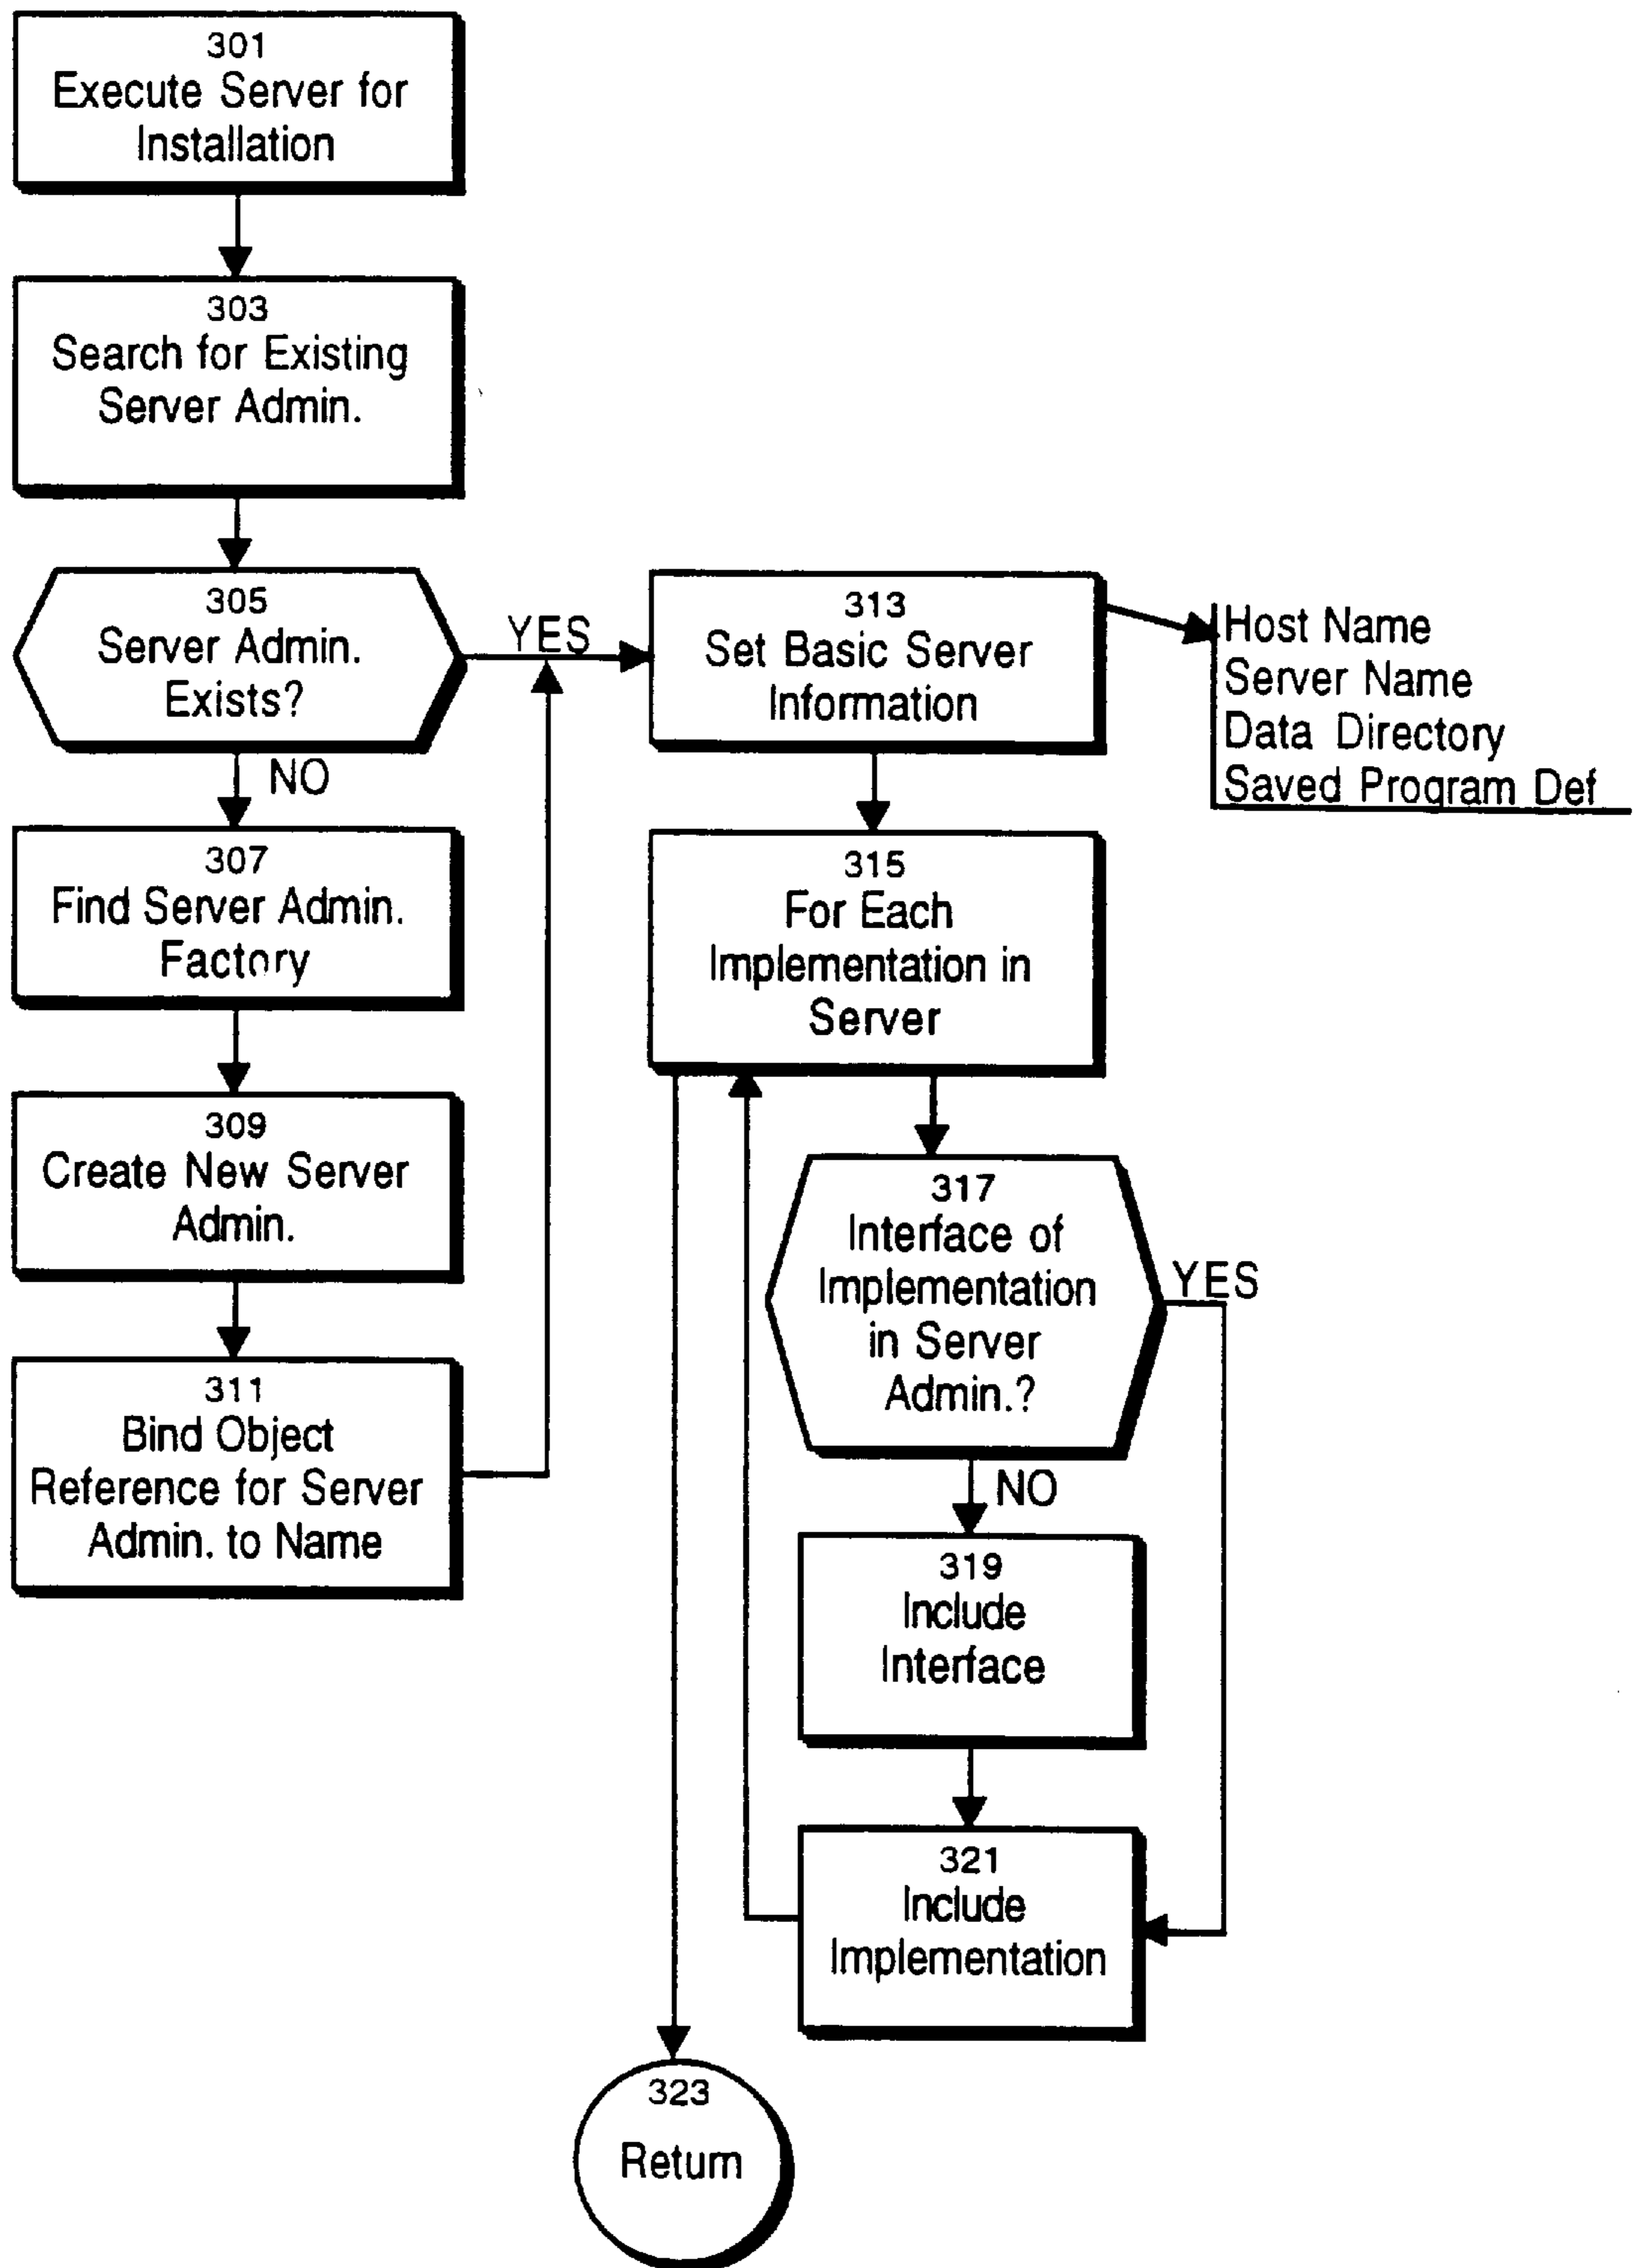 301
Execute Server for
Installation
303
Search for Existing
Server Admin.
305
Server Admin.
Exists?
YES
NO
307
Find Server Admin.
Factory
309
Create New Server
Admin.
311
Bind Object
Reference for Server
Admin. to Name
313
Set Basic Server
Information
Host Name
Server Name
Data Directory
Saved Program Def
315
For Each
Implementation in
Server
317
Interface of
Implementation
in Server
Admin.?
YES
NO
319
Include
Interface
321
Include
Implementation
323
Return